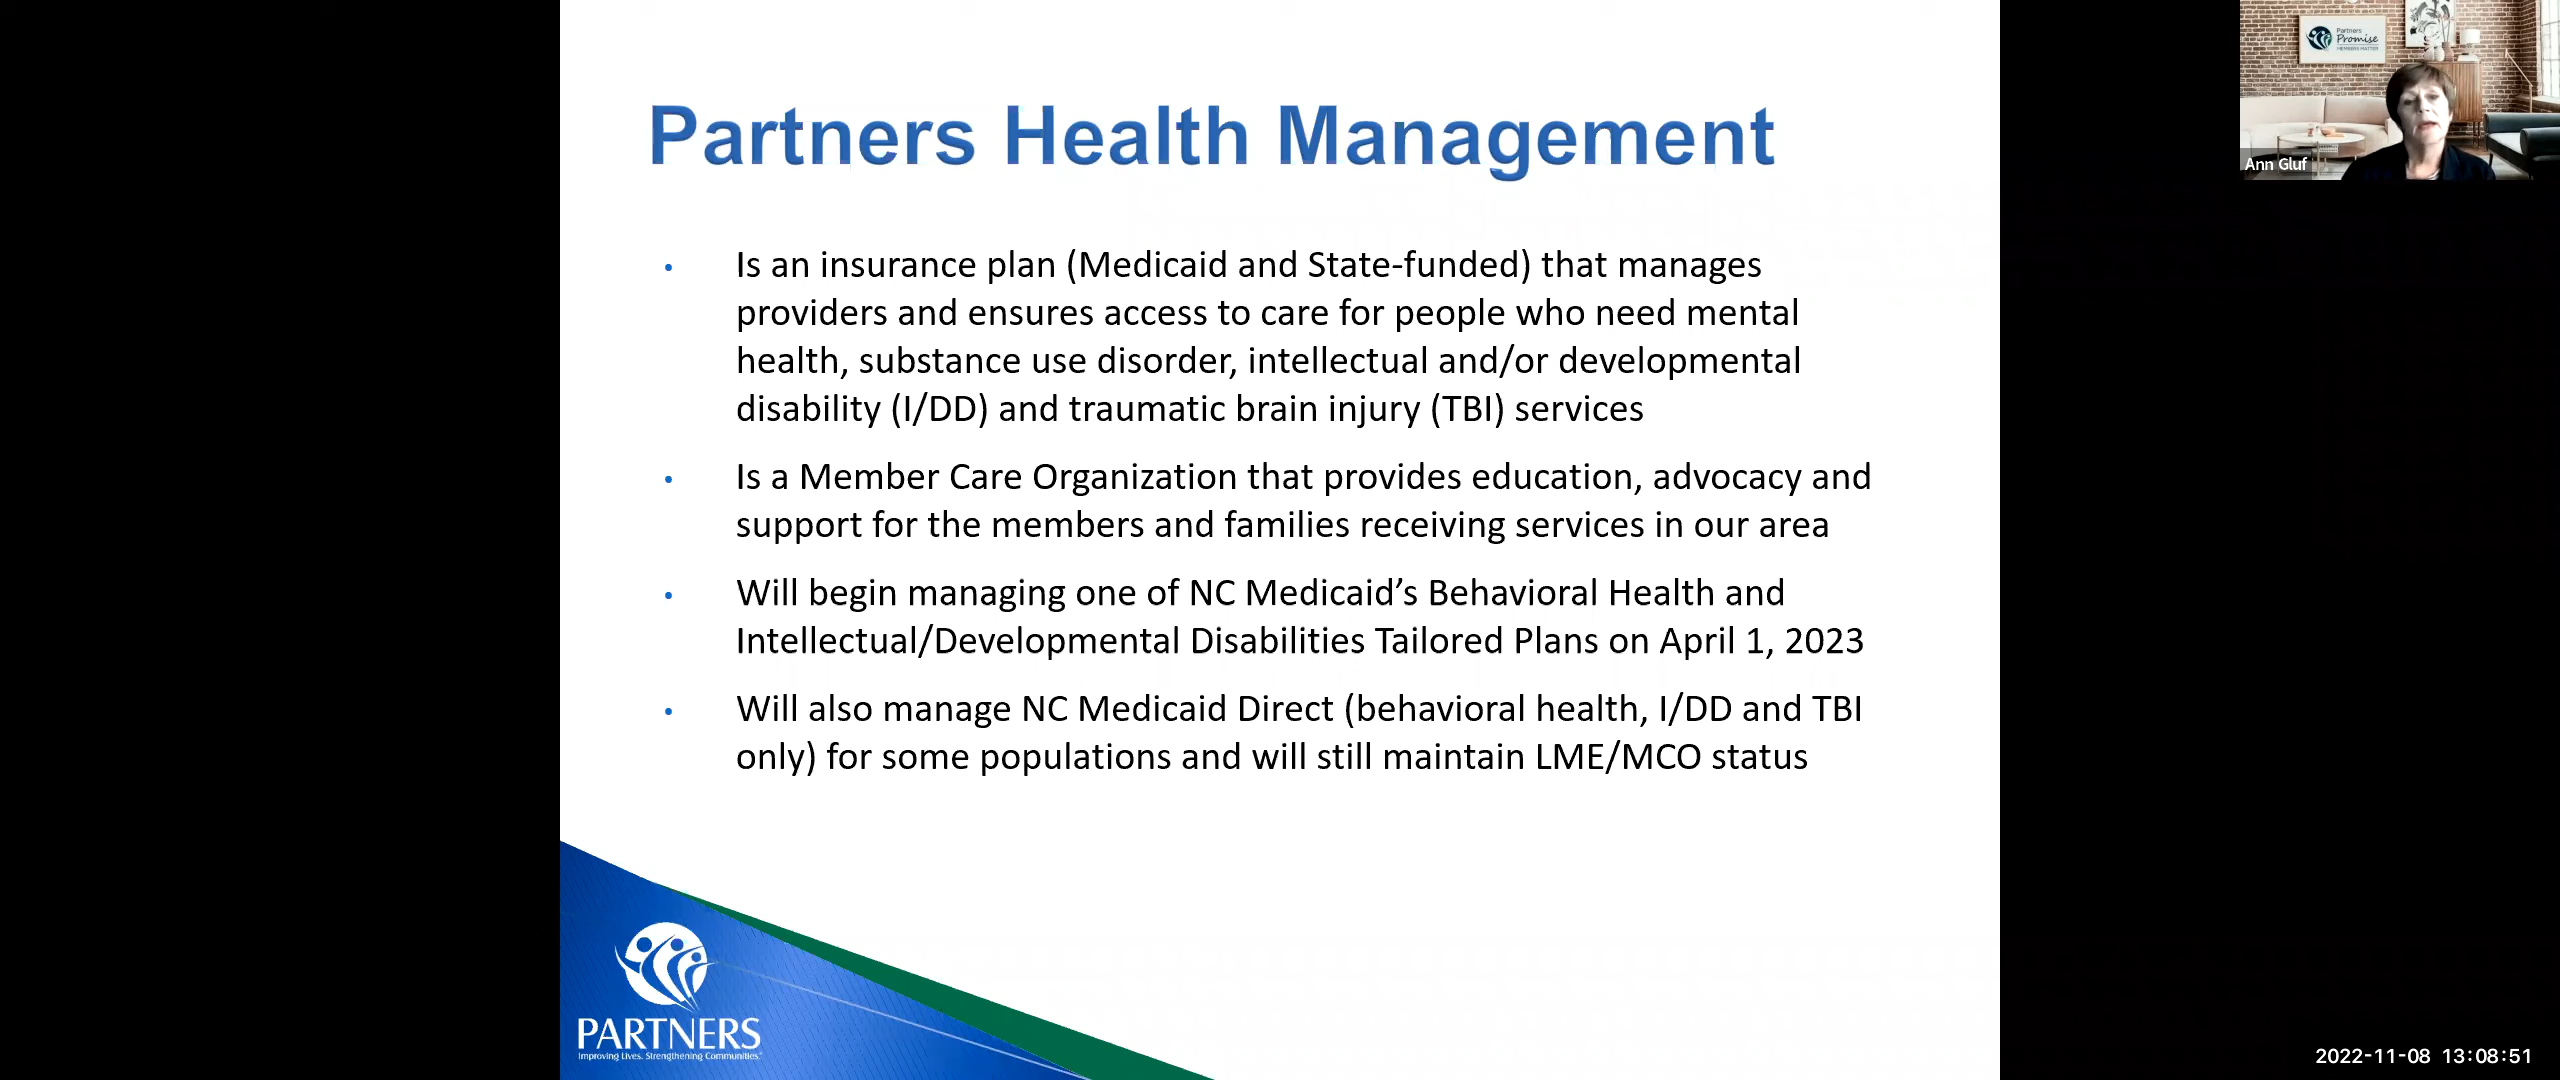 Partners Health Management
• Is an insurance plan (Medicaid and State-funded) that manages
providers and ensures access to care for people who need mental
health, substance use disorder, intellectual and/or developmental
disability (I/DD) and traumatic brain injury (TBI) services
• Is a Member Care Organization that provides education, advocacy and
support for the members and families receiving services in our area
• Will begin managing one of NC Medicaid’s Behavioral Health and
Intellectual/Developmental Disabilities Tailored Plans on April 1, 2023
• Will also manage NC Medicaid Direct (behavioral health, I/DD and TBI
only) for some populations and will still maintain LME/MCO status
PARTNERS
Improving Lives. Strengthening Communities.
Partners
Promise
MEMBERS MATTER
Ann Gluf
2022-11-08 13:08:51